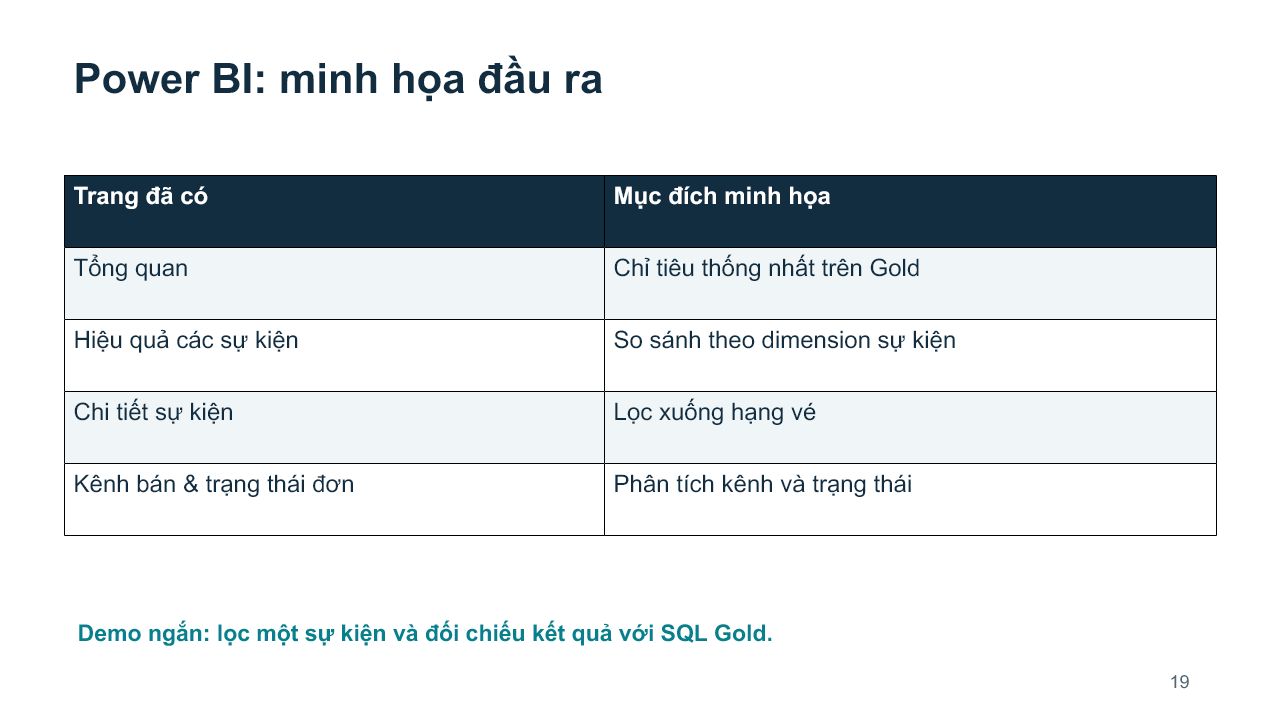 Power BI: minh họa đầu ra
Trang đã có
Mục đích minh họa
Tổng quan
Chỉ tiêu thống nhất trên Gold
Hiệu quả các sự kiện
So sánh theo dimension sự kiện
Chi tiết sự kiện
Lọc xuống hạng vé
Kênh bán & trạng thái đơn
Phân tích kênh và trạng thái
Demo ngắn: lọc một sự kiện và đối chiếu kết quả với SQL Gold.
19